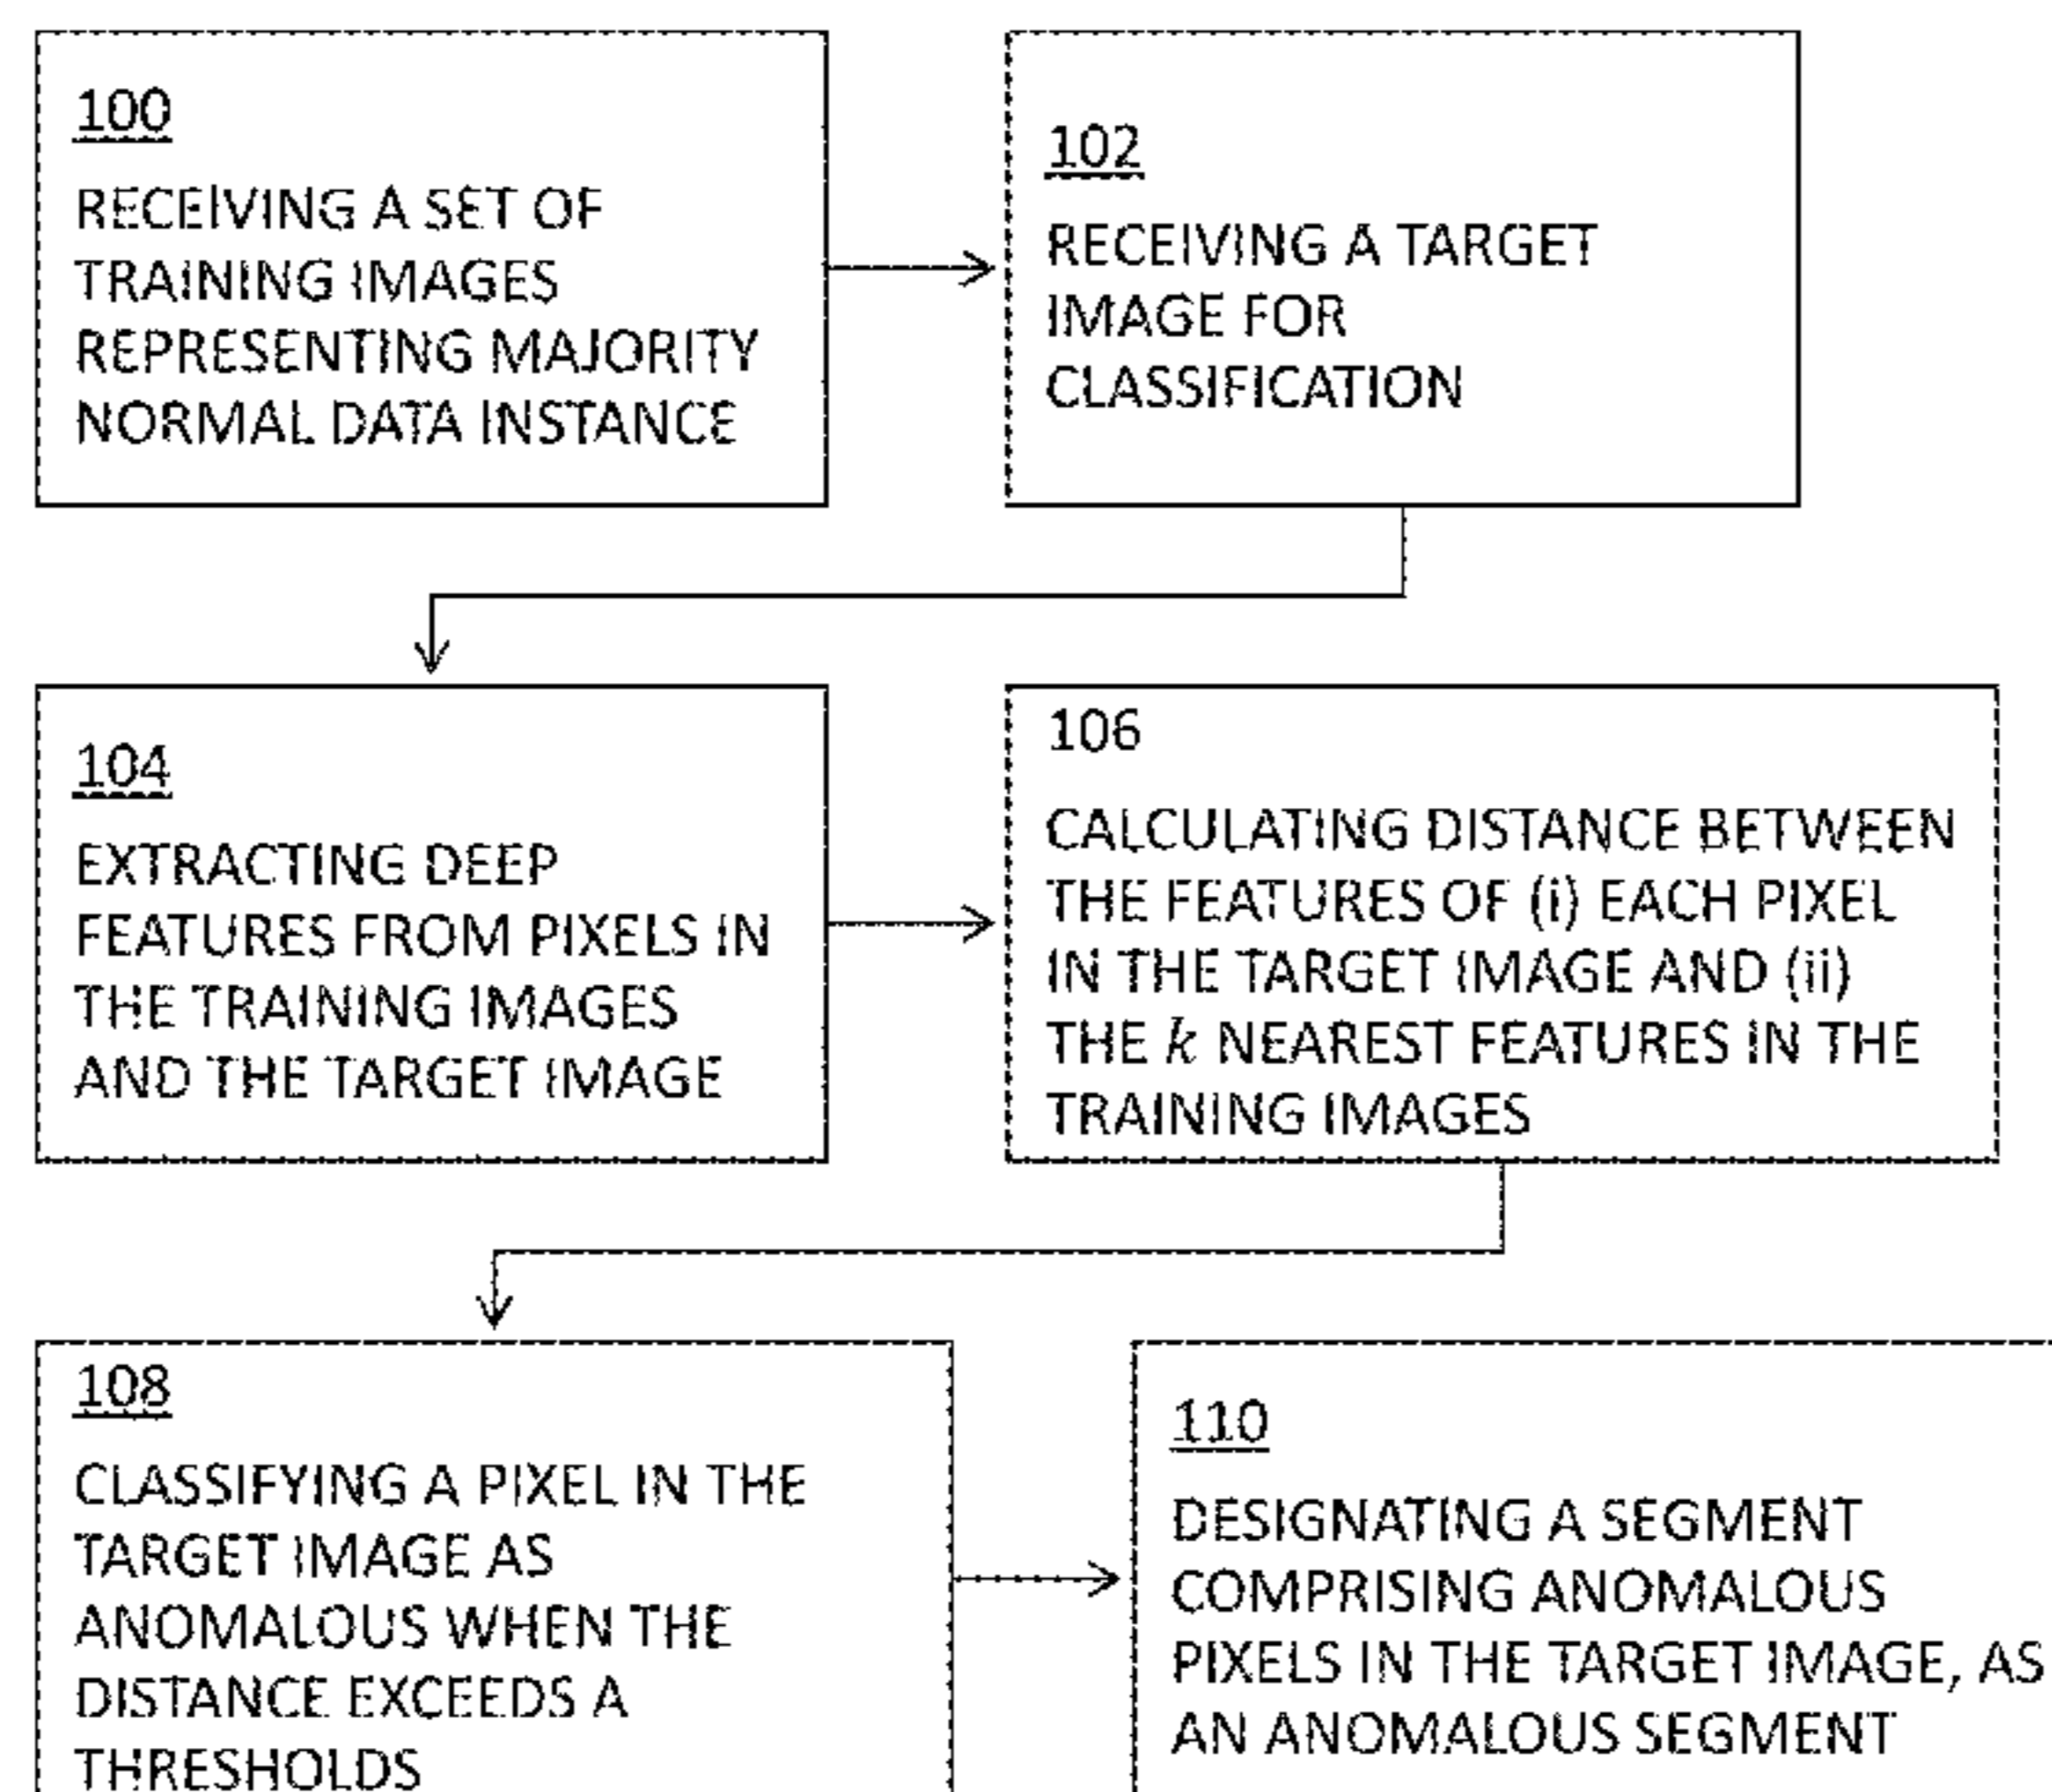 100
RECEIVING A SET OF
TRAINING IMAGES
REPRESENTING MAJORITY
NORMAL DATA INSTANCE
102
RECEIVING A TARGET
IMAGE FOR
CLASSIFICATION
104
EXTRACTING DEEP
FEATURES FROM PIXELS IN
THE TRAINING IMAGES
AND THE TARGET IMAGE
106
CALCULATING DISTANCE BETWEEN
THE FEATURES OF (i) EACH PIXEL
IN THE TARGET IMAGE AND (ii)
THE k NEAREST FEATURES IN THE
TRAINING IMAGES
108
CLASSIFYING A PIXEL IN THE
TARGET IMAGE AS
ANOMALOUS WHEN THE
DISTANCE EXCEEDS A
THRESHOLDS
110
DESIGNATING A SEGMENT
COMPRISING ANOMALOUS
PIXELS IN THE TARGET IMAGE, AS
AN ANOMALOUS SEGMENT